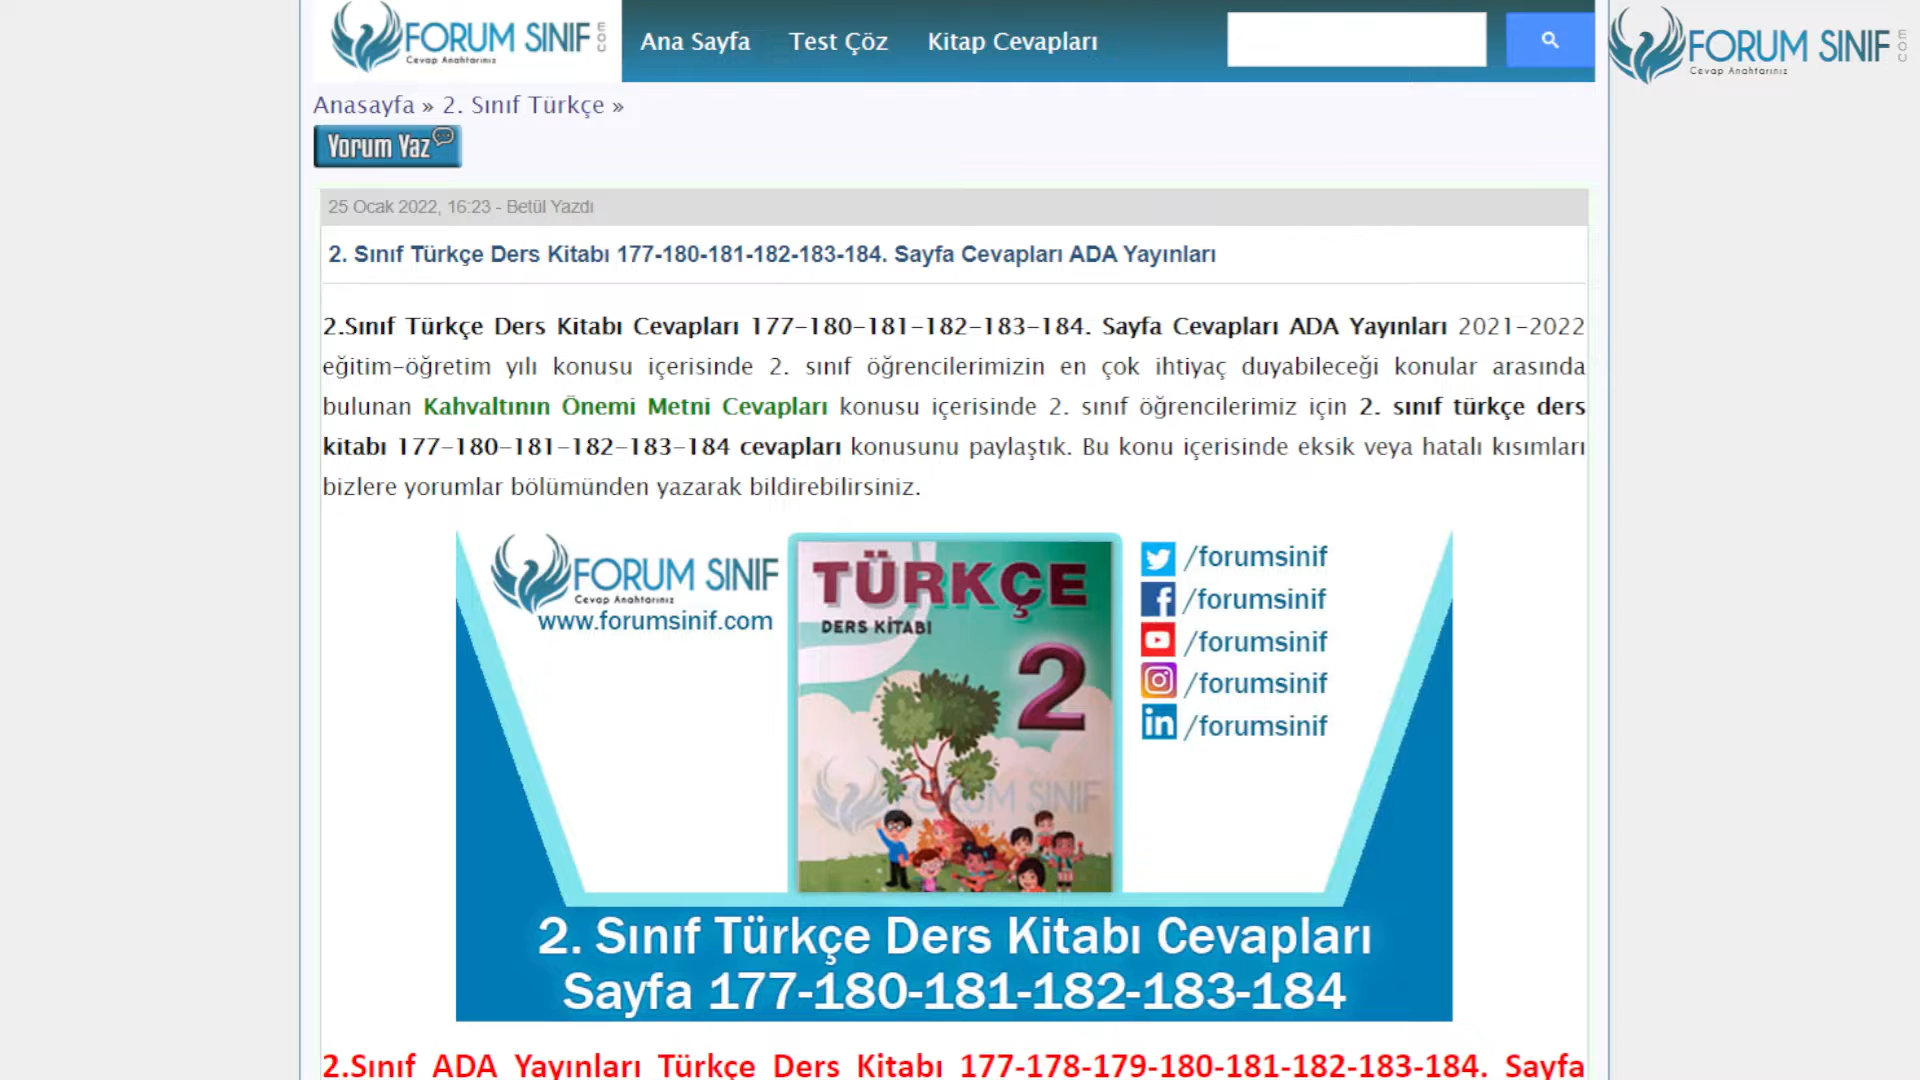 FORUM SINIF com
Cevap Anahtarınız
Ana Sayfa Test Çöz Kitap Cevapları
FORUM SINIF com
Cevap Anahtarınız
Anasayfa » 2. Sınıf Türkçe »
Yorum Yaz
25 Ocak 2022, 16:23 - Betül Yazdı
2. Sınıf Türkçe Ders Kitabı 177-180-181-182-183-184. Sayfa Cevapları ADA Yayınları
2.Sınıf Türkçe Ders Kitabı Cevapları 177-180-181-182-183-184. Sayfa Cevapları ADA Yayınları 2021-2022
eğitim-öğretim yılı konusu içerisinde 2. sınıf öğrencilerimizin en çok ihtiyaç duyabileceği konular arasında
bulunan Kahvaltının Önemi Metni Cevapları konusu içerisinde 2. sınıf öğrencilerimiz için 2. sınıf türkçe ders
kitabı 177-180-181-182-183-184 cevapları konusunu paylaştık. Bu konu içerisinde eksik veya hatalı kısımları
bizlere yorumlar bölümünden yazarak bildirebilirsiniz.
FORUM SINIF
Cevap Anahtarınız
www.forumsinif.com
TÜRKÇE
DERS KİTABI
2
FORUM SINIF
/forumsinif
/forumsinif
/forumsinif
/forumsinif
/forumsinif
2. Sınıf Türkçe Ders Kitabı Cevapları
Sayfa 177-180-181-182-183-184
2.Sınıf ADA Yayınları Türkçe Ders Kitabı 177-178-179-180-181-182-183-184. Sayfa